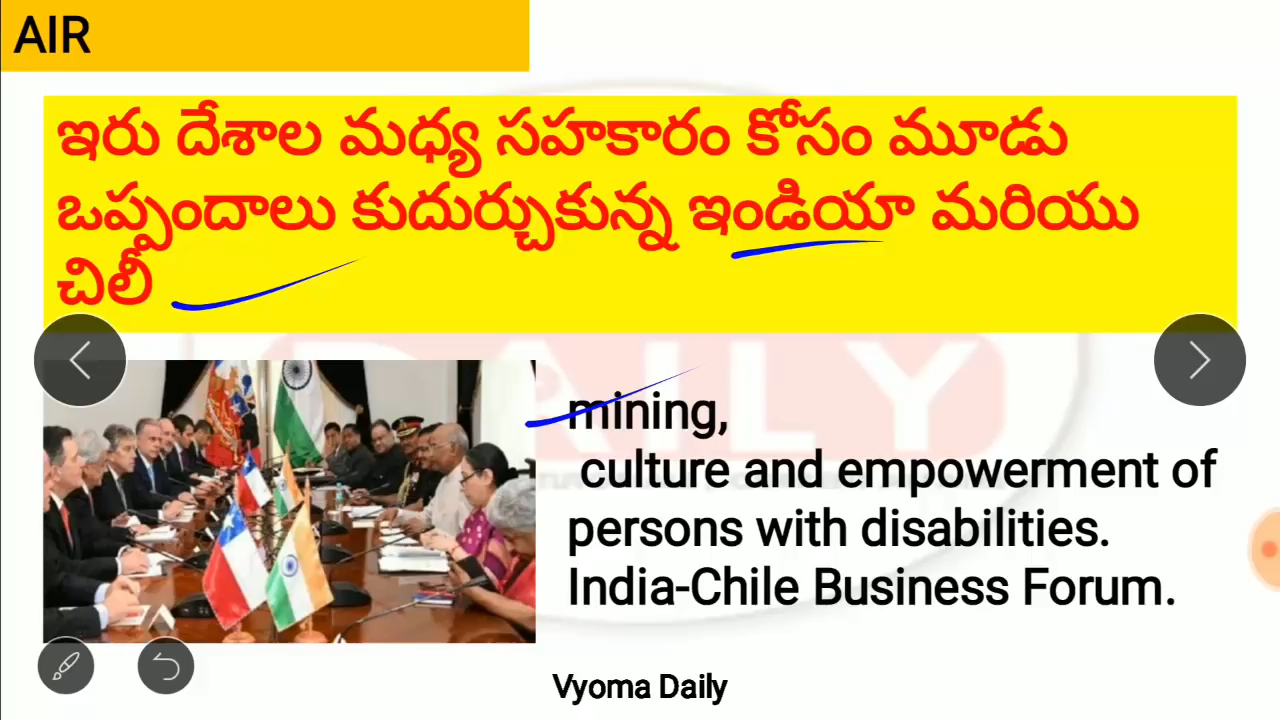 AIR
ఇరు దేశాల మధ్య సహకారం కోసం మూడు
ఒప్పందాలు కుదుర్చుకున్న ఇండియా మరియు
చిలీ
DAILY
mining,
culture and empowerment of
persons with disabilities.
India-Chile Business Forum.
Vyoma Daily